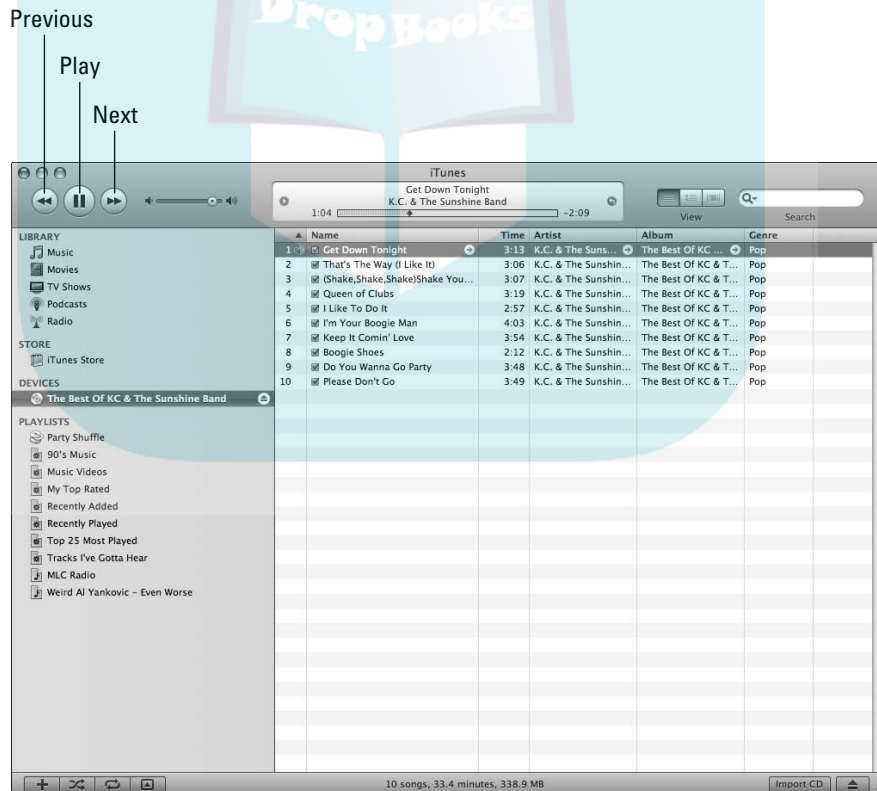 Drop Books
Previous
Play
Next
iTunes
Get Down Tonight
K.C. & The Sunshine Band
1:04 -2:09
View Search
LIBRARY
Music
Movies
TV Shows
Podcasts
Radio
STORE
iTunes Store
DEVICES
The Best Of KC & The Sunshine Band
PLAYLISTS
Party Shuffle
90's Music
Music Videos
My Top Rated
Recently Added
Recently Played
Top 25 Most Played
Tracks I've Gotta Hear
MLC Radio
Weird Al Yankovic – Even Worse
Name Time Artist Album Genre
1 Get Down Tonight 3:13 K.C. & The Suns... The Best Of KC ... Pop
2 That's The Way (I Like It) 3:06 K.C. & The Sunshin... The Best Of KC & T... Pop
3 (Shake,Shake,Shake)Shake You... 3:07 K.C. & The Sunshin... The Best Of KC & T... Pop
4 Queen of Clubs 3:19 K.C. & The Sunshin... The Best Of KC & T... Pop
5 I Like To Do It 2:57 K.C. & The Sunshin... The Best Of KC & T... Pop
6 I'm Your Boogie Man 4:03 K.C. & The Sunshin... The Best Of KC & T... Pop
7 Keep It Comin' Love 3:54 K.C. & The Sunshin... The Best Of KC & T... Pop
8 Boogie Shoes 2:12 K.C. & The Sunshin... The Best Of KC & T... Pop
9 Do You Wanna Go Party 3:48 K.C. & The Sunshin... The Best Of KC & T... Pop
10 Please Don't Go 3:49 K.C. & The Sunshin... The Best Of KC & T... Pop
10 songs, 33.4 minutes, 338.9 MB
Import CD